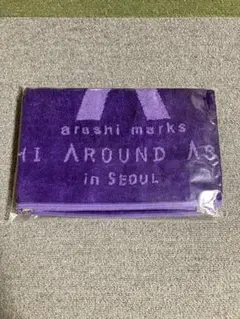 arashi marks
HI AROUND AS
in SEOUL